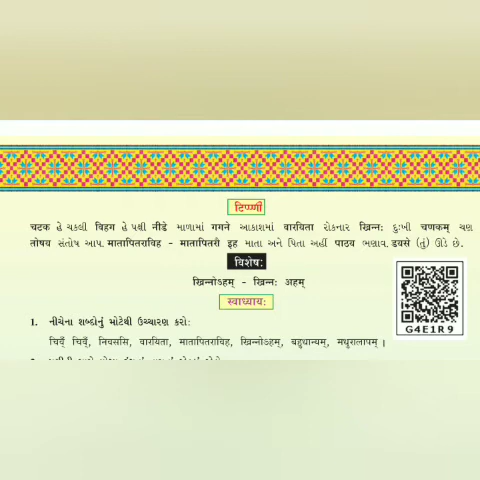 टिप्पणी
चटक હે ચકલી विहग હે પક્ષી नीडे માળામાં गगने આકાશમાં वारयिता રોકનાર खिन्न: દુ:ખી चणकम् ચણ
तोषय સંતોષ આપ. मातापितराविह - मातापितरौ इह માતા અને પિતા અહીં पाठय ભણાવ. डयसे (તું) ઊડે છે.
विशेष:
खिन्नोऽहम् - खिन्न: अहम्
स्वाध्याय:
1. નીચેના શબ્દોનું મોટેથી ઉચ્ચારણ કરો:
चिव्ँ चिव्ँ, निवससि, वारयिता, मातापितराविह, खिन्नोऽहम्, बहुधान्यम्, मधुरालापम् ।
G4E1R9